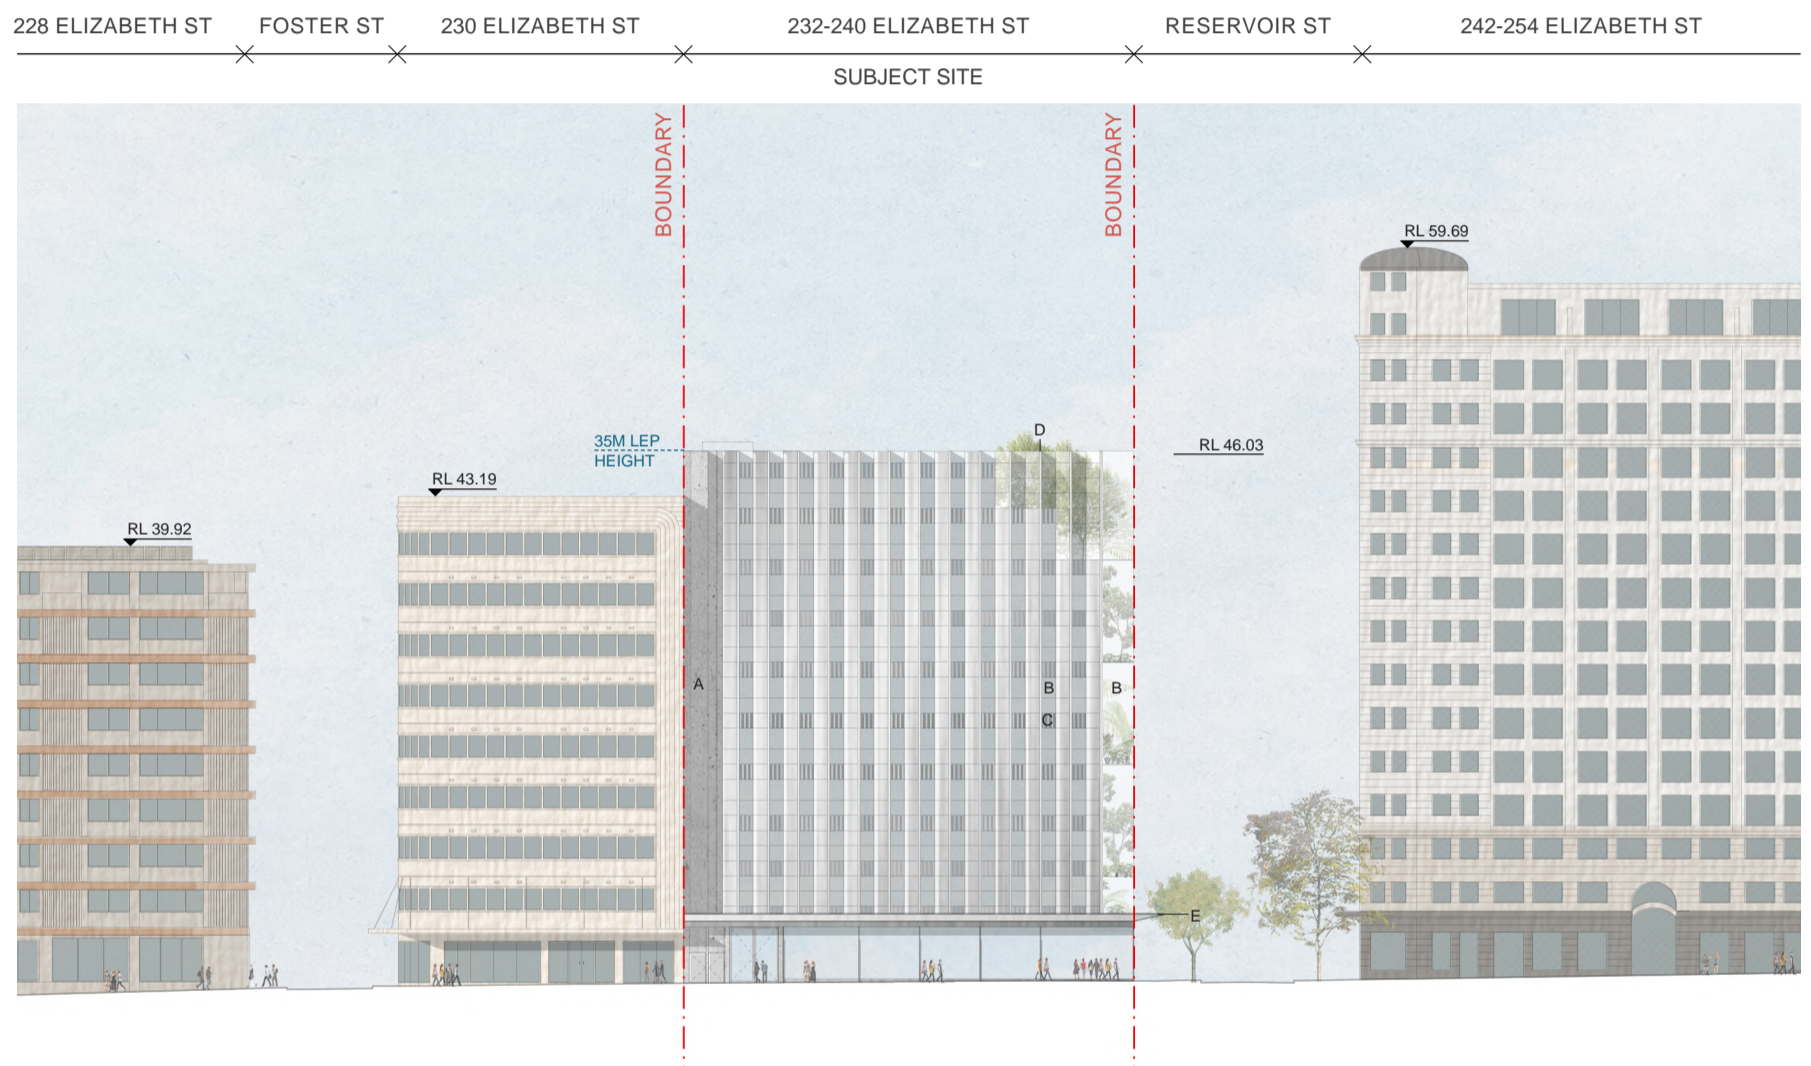 228 ELIZABETH ST
FOSTER ST
230 ELIZABETH ST
232-240 ELIZABETH ST
RESERVOIR ST
242-254 ELIZABETH ST
SUBJECT SITE
BOUNDARY
BOUNDARY
RL 59.69
D
35M LEP
HEIGHT
RL 46.03
RL 43.19
RL 39.92
A
B
B
C
E